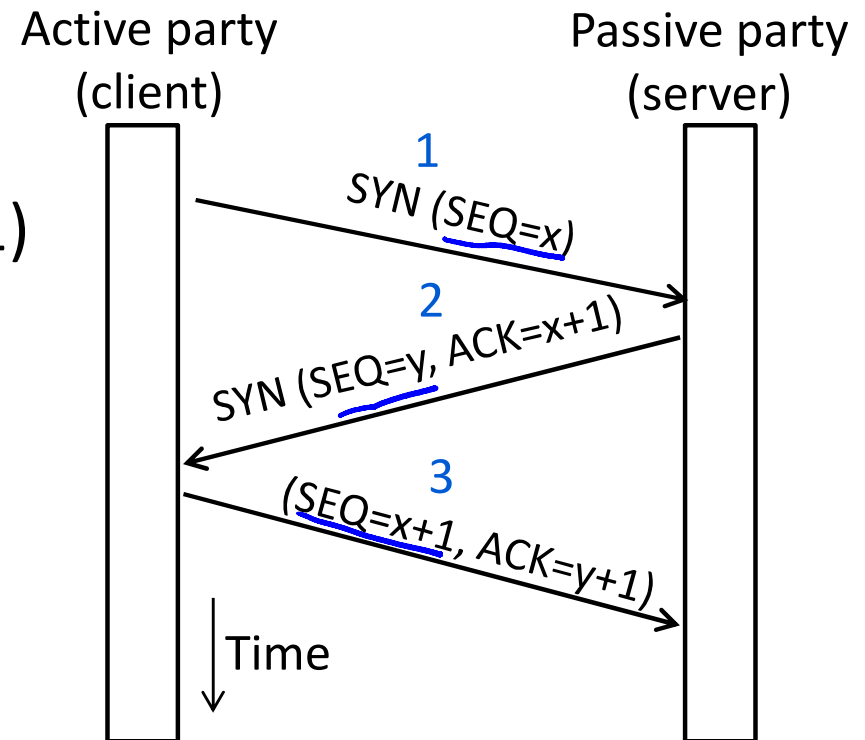 Active party
(client)
Passive party
(server)
1
SYN (SEQ=x)
)
2
SYN (SEQ=y, ACK=x+1)
3
(SEQ=x+1, ACK=y+1)
Time